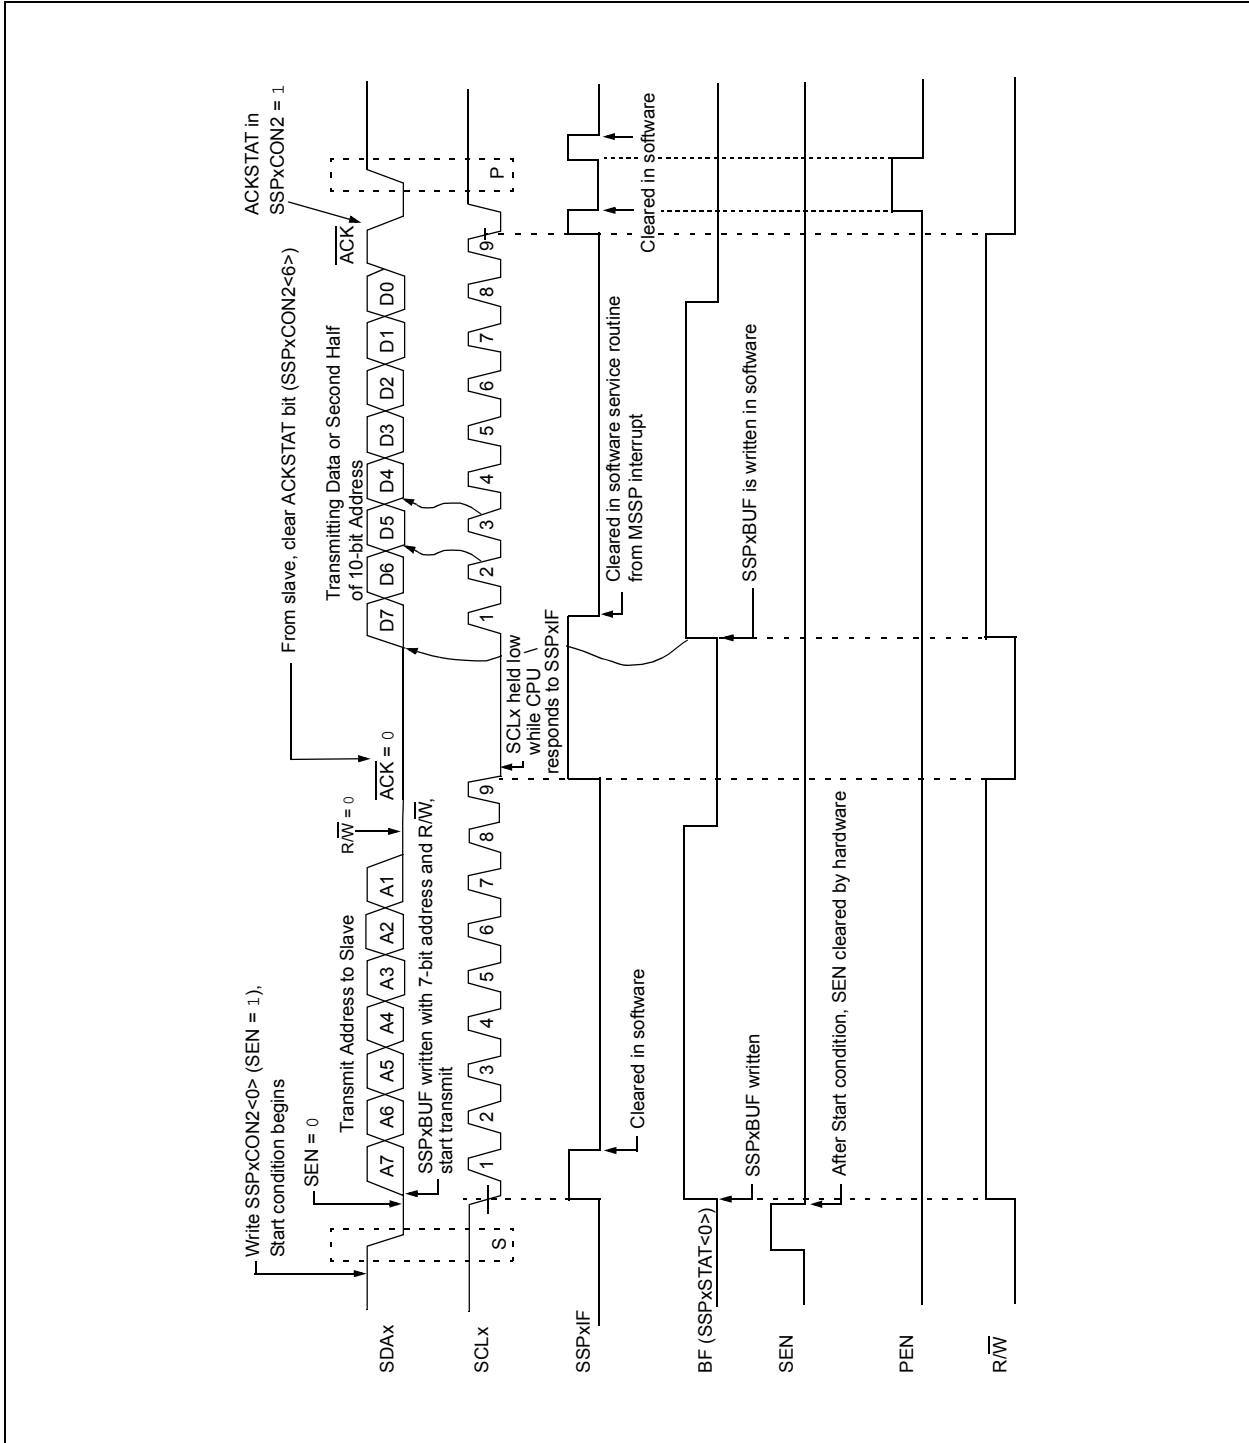 Write SSPxCON2<0> (SEN = 1),
Start condition begins
SEN = 0
Transmit Address to Slave
R/W = 0
ACK = 0
From slave, clear ACKSTAT bit (SSPxCON2<6>)
Transmitting Data or Second Half
of 10-bit Address
ACK
ACKSTAT in
SSPxCON2 = 1
SDAx
A7 A6 A5 A4 A3 A2 A1
D7 D6 D5 D4 D3 D2 D1 D0
SSPxBUF written with 7-bit address and R/W,
start transmit
SCLx
S
1 2 3 4 5 6 7 8 9
1 2 3 4 5 6 7 8 9
P
SCLx held low
while CPU
responds to SSPxIF
SSPxIF
Cleared in software
Cleared in software service routine
from MSSP interrupt
Cleared in software
BF (SSPxSTAT<0>)
SSPxBUF written
SSPxBUF is written in software
SEN
After Start condition, SEN cleared by hardware
PEN
R/W